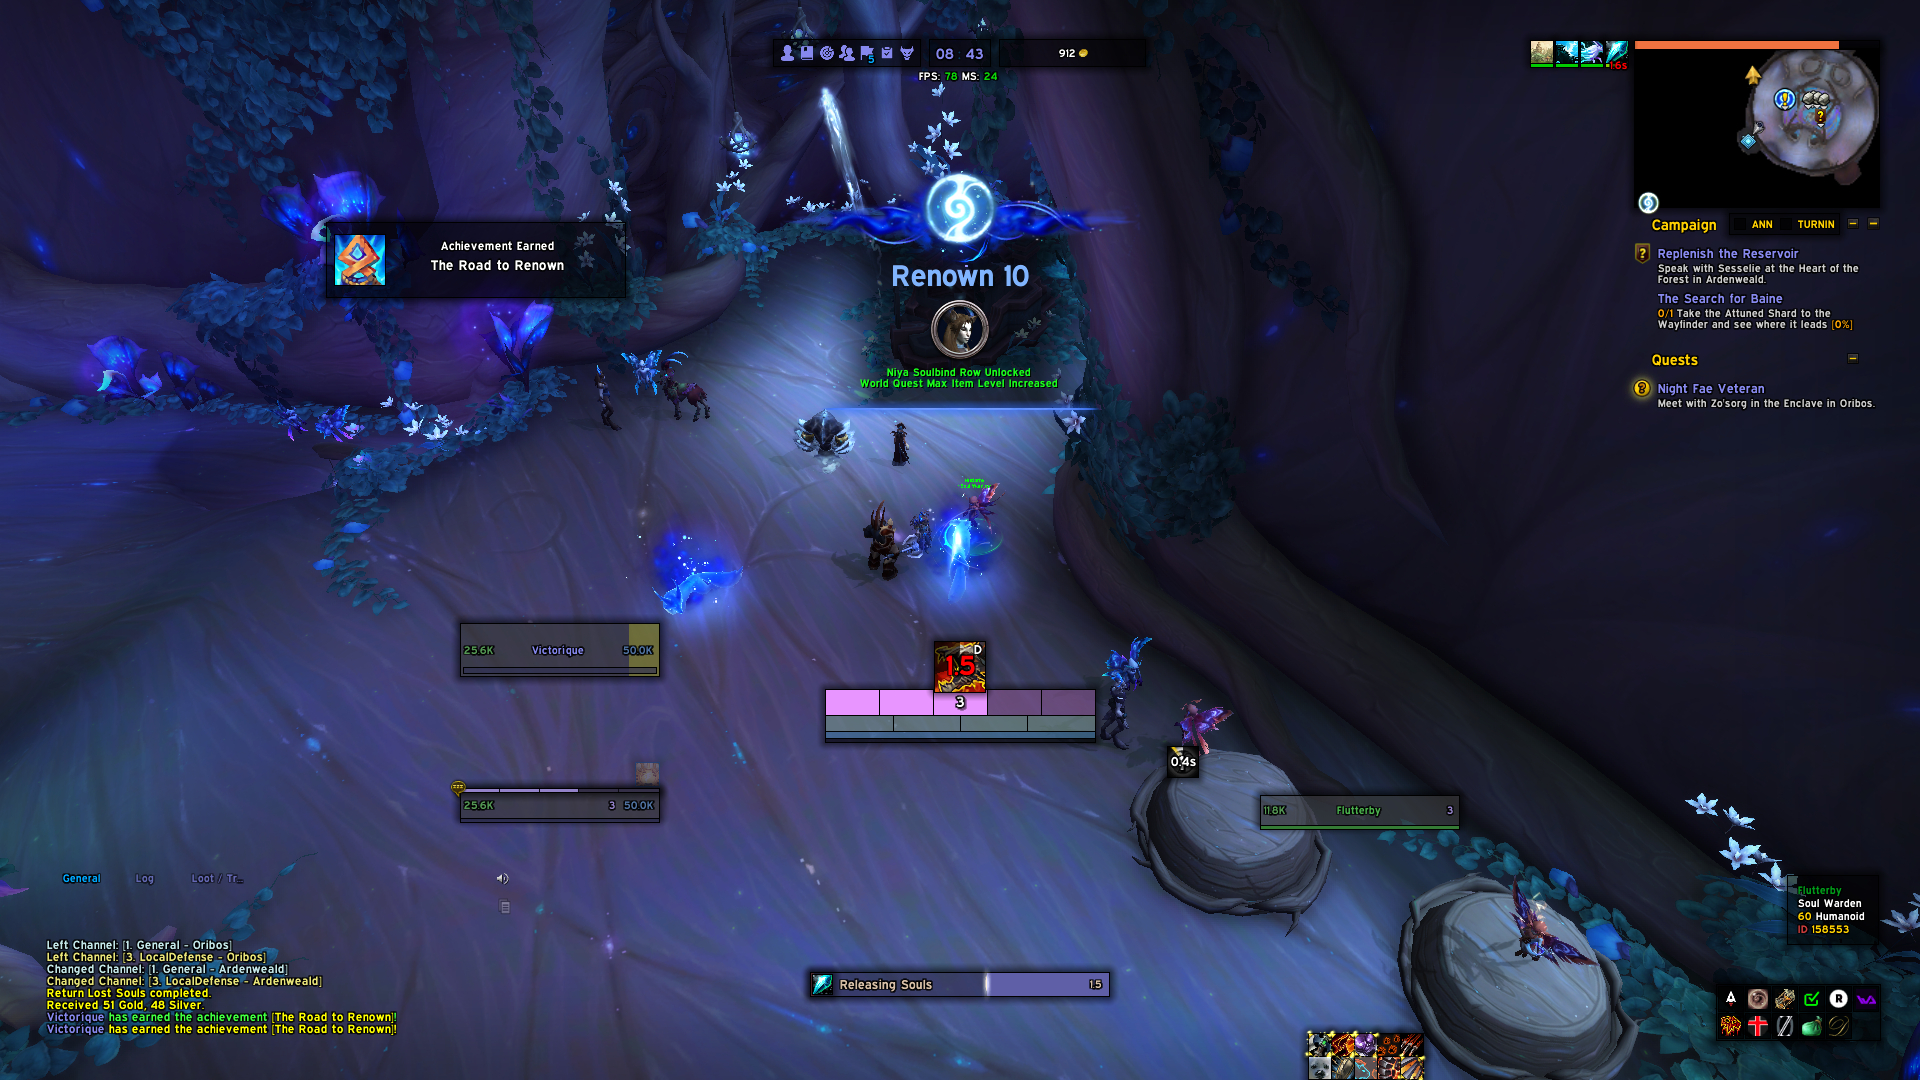 08 : 43
912
5
FPS: 78 MS: 24
1.6s
Achievement Earned
The Road to Renown
Renown 10
Niya Soulbind Row Unlocked
World Quest Max Item Level Increased
Campaign
ANN
TURNIN
Replenish the Reservoir
Speak with Sesselie at the Heart of the
Forest in Ardenweald.
The Search for Baine
0/1 Take the Attuned Shard to the
Wayfinder and see where it leads [0%]
Quests
Night Fae Veteran
Meet with Zo'sorg in the Enclave in Oribos.
25.6K Victorique 50.0K
D
1.5
3
0.4s
25.6K 3 50.0K
11.8K Flutterby 3
General Log Loot / Tr...
Flutterby
Soul Warden
60 Humanoid
ID 158553
Left Channel: [1. General - Oribos]
Left Channel: [3. LocalDefense - Oribos]
Changed Channel: [1. General - Ardenweald]
Changed Channel: [3. LocalDefense - Ardenweald]
Return Lost Souls completed.
Received 51 Gold, 48 Silver.
Victorique has earned the achievement [The Road to Renown]!
Victorique has earned the achievement [The Road to Renown]!
Releasing Souls 1.5
R